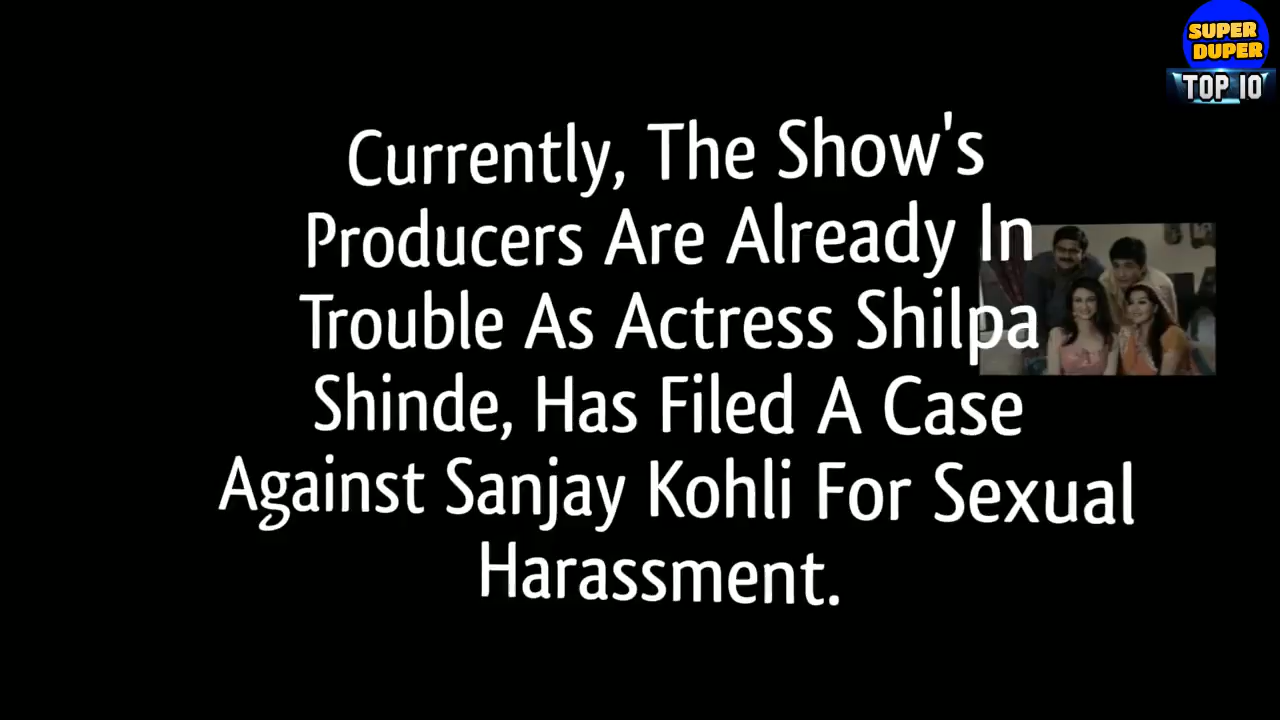 SUPER
DUPER
TOP 10
Currently, The Show's
Producers Are Already In
Trouble As Actress Shilpa
Shinde, Has Filed A Case
Against Sanjay Kohli For Sexual
Harassment.